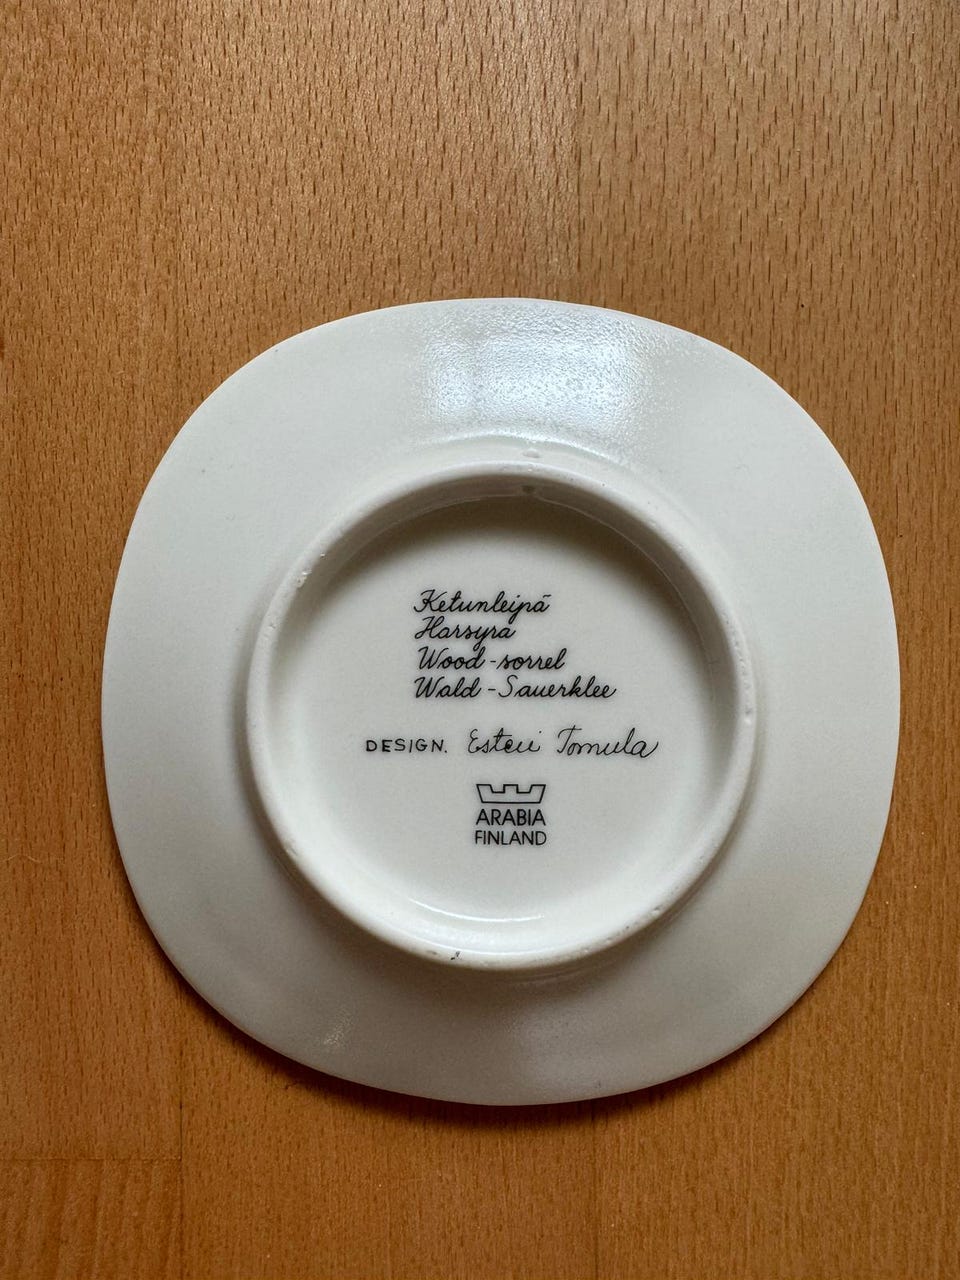 Ketunleipä
Harsyra
Wood-sorrel
Wald-Sauerklee
DESIGN. Esteri Tomula
ARABIA
FINLAND